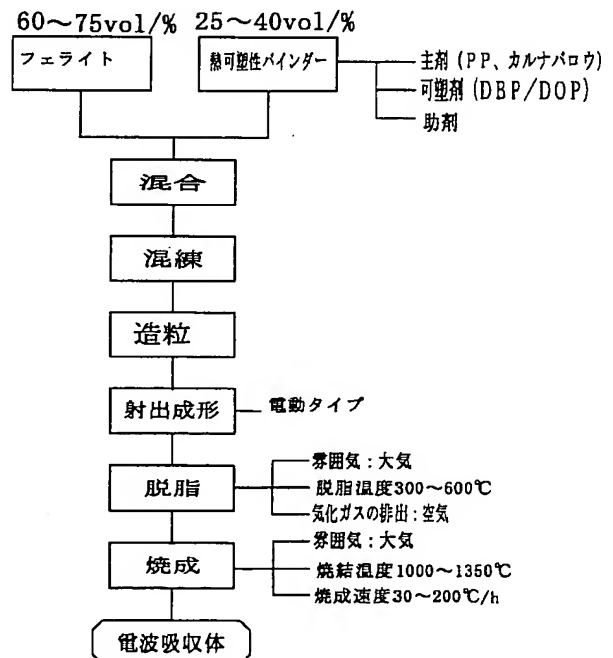 60～75vol/% 25～40vol/%
フェライト
熱可塑性バインダー
主剤(PP、カルナバロウ)
可塑剤(DBP/DOP)
助剤
混合
混練
造粒
射出成形
電動タイプ
脱脂
雰囲気：大気
脱脂温度300～600℃
気化ガスの排出：空気
焼成
雰囲気：大気
焼結温度1000～1350℃
焼成速度30～200℃/h
電波吸収体